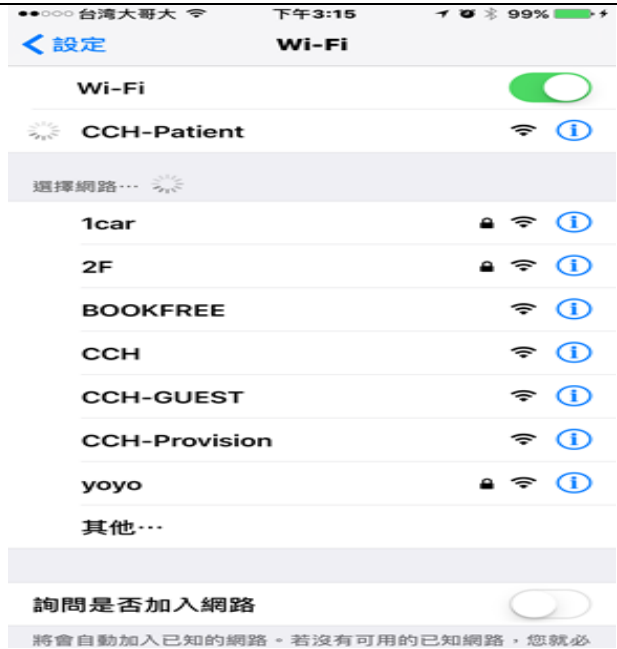 台湾大哥大 下午3:15 99%
設定 Wi-Fi
Wi-Fi
CCH-Patient
選擇網路⋯
1car
2F
BOOKFREE
CCH
CCH-GUEST
CCH-Provision
yoyo
其他⋯
詢問是否加入網路
將會自動加入已知的網路。若沒有可用的已知網路，您就必